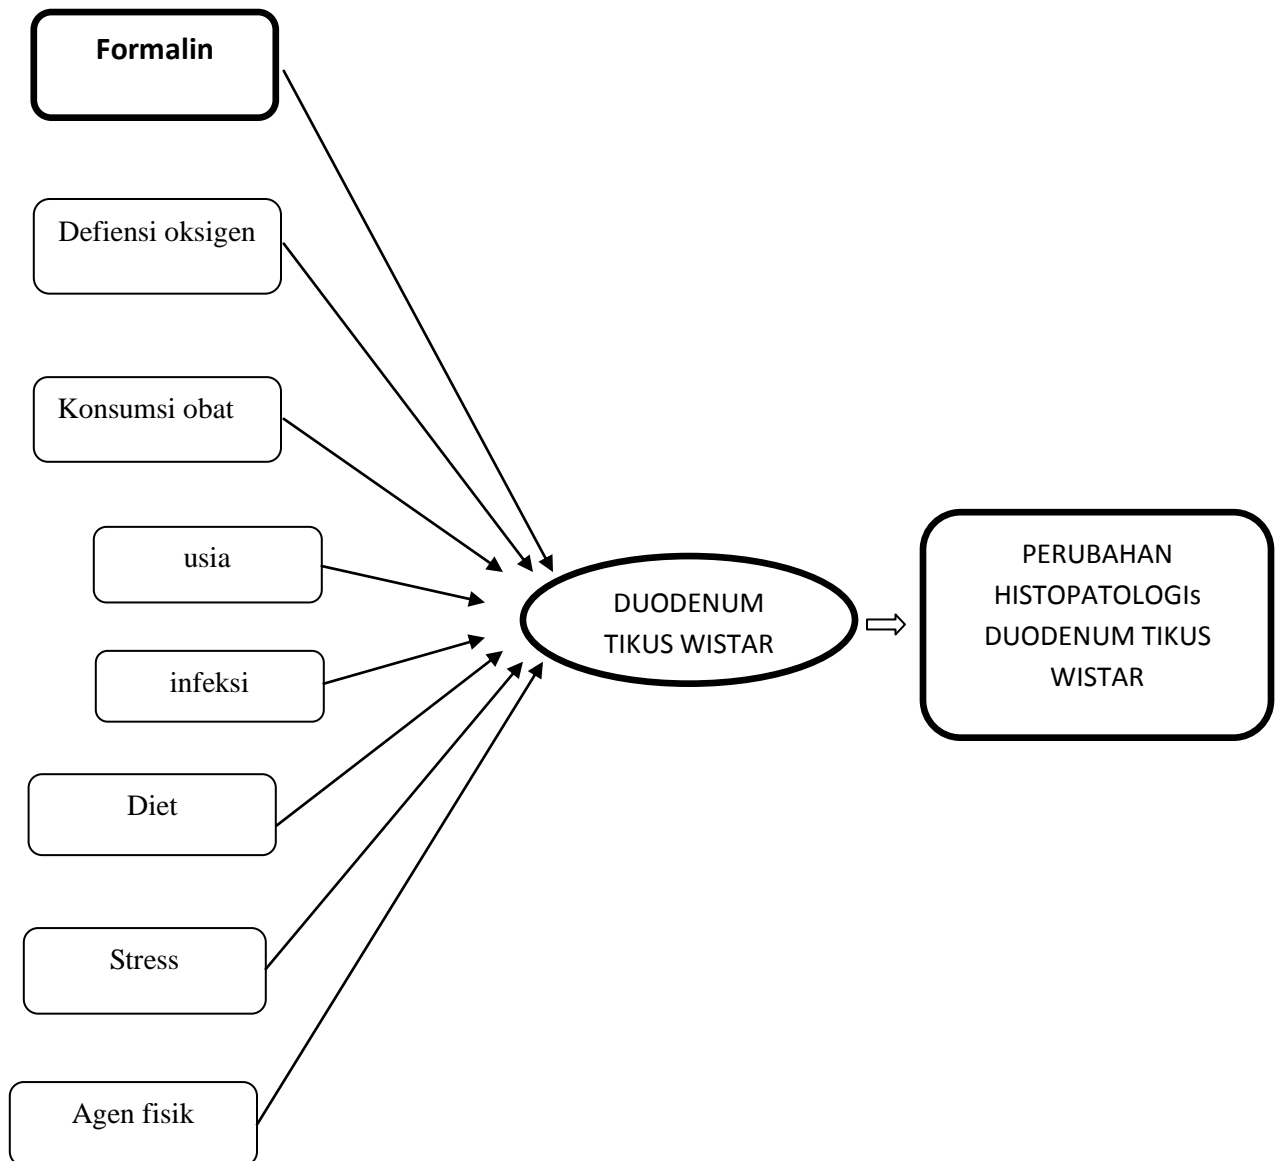 Formalin
Defiensi oksigen
Konsumsi obat
usia
infeksi
Diet
Stress
Agen fisik
DUODENUM
TIKUS WISTAR
PERUBAHAN
HISTOPATOLOGIs
DUODENUM TIKUS
WISTAR